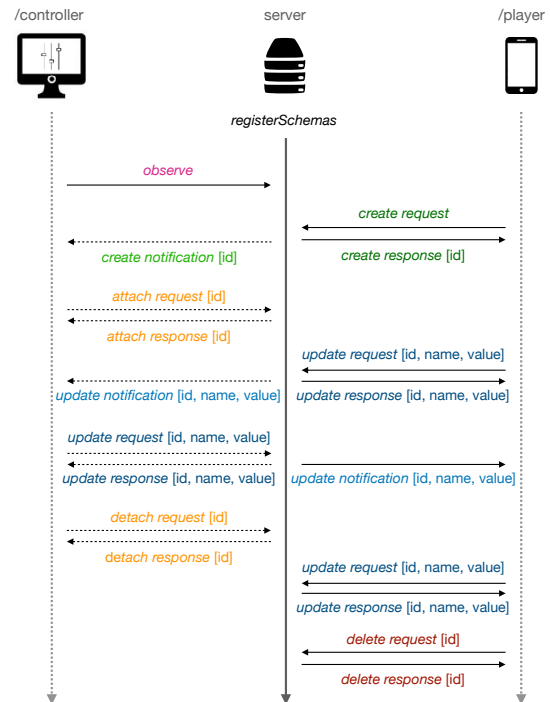 /controller
server
/player
registerSchemas
observe
create request
create notification [id]
create response [id]
attach request [id]
attach response [id]
update request [id, name, value]
update notification [id, name, value]
update response [id, name, value]
update request [id, name, value]
update response [id, name, value]
update notification [id, name, value]
detach request [id]
detach response [id]
update request [id, name, value]
update response [id, name, value]
delete request [id]
delete response [id]